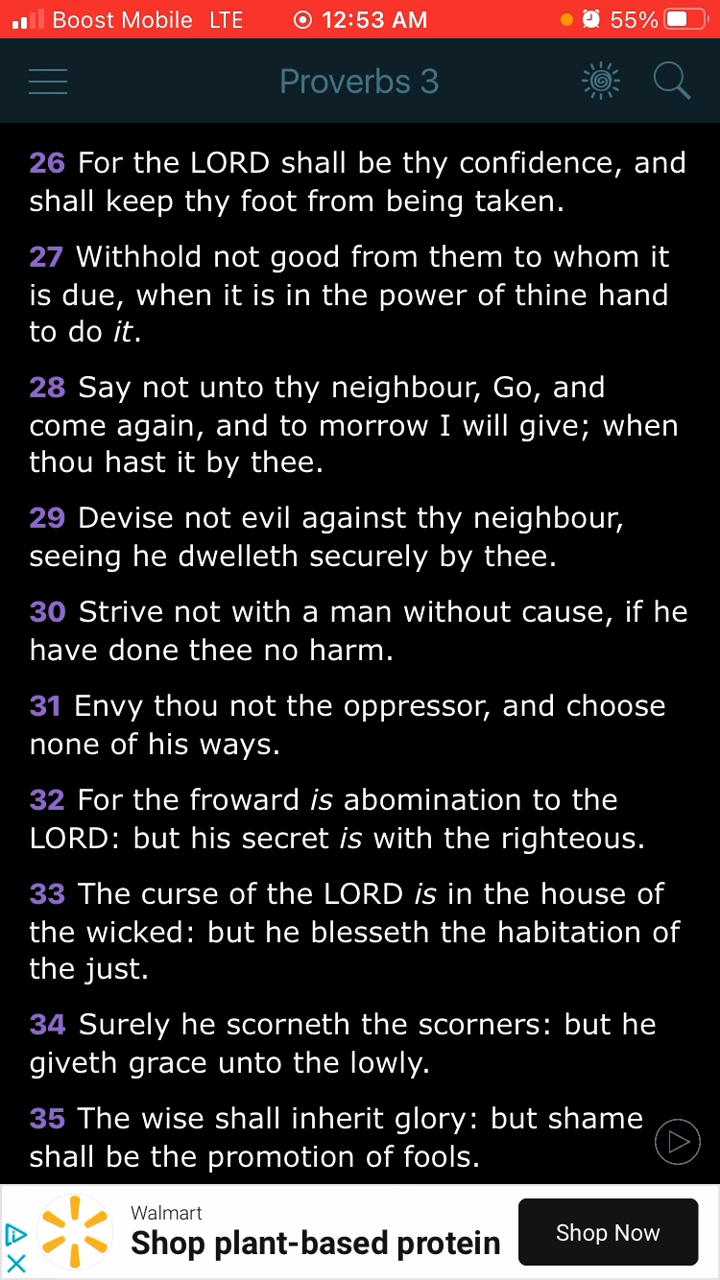 Boost Mobile LTE 12:53 AM 55%
Proverbs 3
26 For the LORD shall be thy confidence, and
shall keep thy foot from being taken.
27 Withhold not good from them to whom it
is due, when it is in the power of thine hand
to do it.
28 Say not unto thy neighbour, Go, and
come again, and to morrow I will give; when
thou hast it by thee.
29 Devise not evil against thy neighbour,
seeing he dwelleth securely by thee.
30 Strive not with a man without cause, if he
have done thee no harm.
31 Envy thou not the oppressor, and choose
none of his ways.
32 For the froward is abomination to the
LORD: but his secret is with the righteous.
33 The curse of the LORD is in the house of
the wicked: but he blesseth the habitation of
the just.
34 Surely he scorneth the scorners: but he
giveth grace unto the lowly.
35 The wise shall inherit glory: but shame
shall be the promotion of fools.
Walmart
Shop plant-based protein
Shop Now